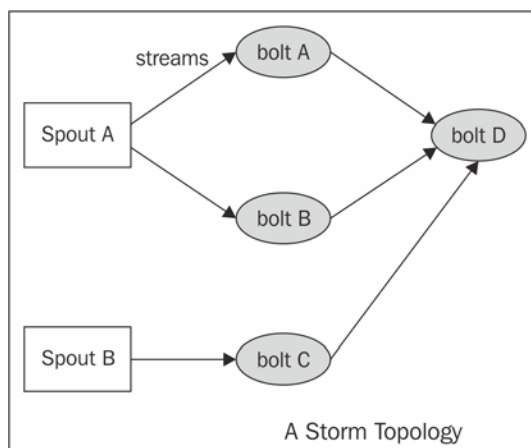 streams
bolt A
Spout A
bolt D
bolt B
Spout B
bolt C
A Storm Topology